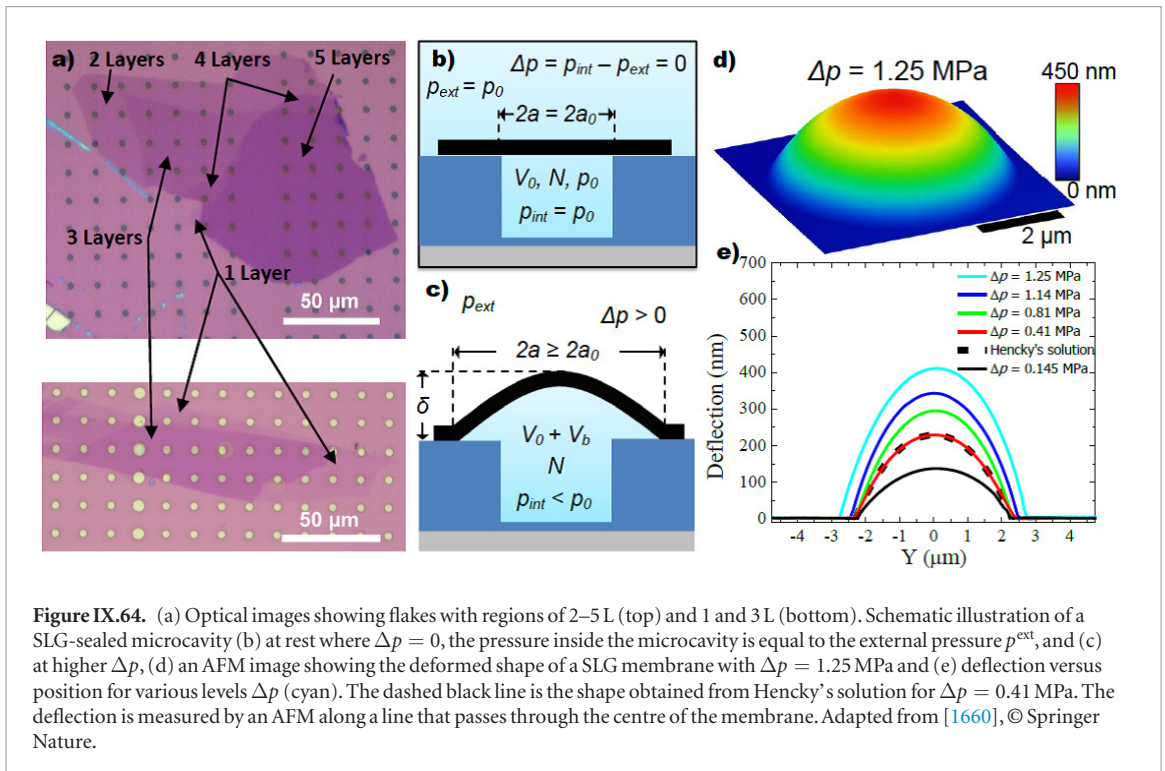 a)
2 Layers
4 Layers
5 Layers
3 Layers
1 Layer
50 μm
50 μm
b)
Δp = p_int – p_ext = 0
p_ext = p_0
2a = 2a_0
V_0, N, p_0
p_int = p_0
c)
p_ext
Δp > 0
2a ≥ 2a_0
δ
V_0 + V_b
N
p_int < p_0
d)
Δp = 1.25 MPa
450 nm
0 nm
2 μm
e)
700
600
500
400
300
200
100
0
Deflection (nm)
Δp = 1.25 MPa
Δp = 1.14 MPa
Δp = 0.81 MPa
Δp = 0.41 MPa
Hencky's solution
Δp = 0.145 MPa
-4 -3 -2 -1 0 1 2 3 4
Y (μm)
Figure IX.64. (a) Optical images showing flakes with regions of 2–5 L (top) and 1 and 3 L (bottom). Schematic illustration of a
SLG-sealed microcavity (b) at rest where Δp = 0, the pressure inside the microcavity is equal to the external pressure p^ext, and (c)
at higher Δp, (d) an AFM image showing the deformed shape of a SLG membrane with Δp = 1.25 MPa and (e) deflection versus
position for various levels Δp (cyan). The dashed black line is the shape obtained from Hencky's solution for Δp = 0.41 MPa. The
deflection is measured by an AFM along a line that passes through the centre of the membrane. Adapted from [1660], © Springer
Nature.